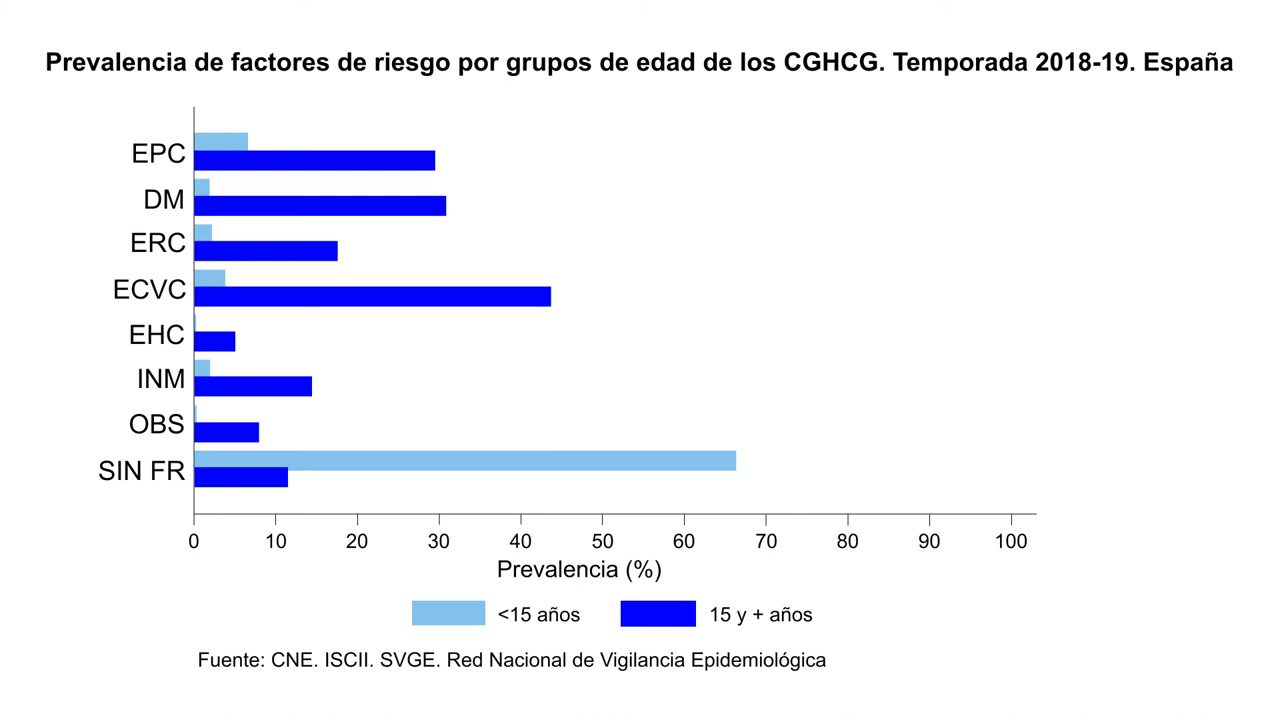 Prevalencia de factores de riesgo por grupos de edad de los CGHCG. Temporada 2018-19. España
EPC
DM
ERC
ECVC
EHC
INM
OBS
SIN FR
0 10 20 30 40 50 60 70 80 90 100
Prevalencia (%)
<15 años 15 y + años
Fuente: CNE. ISCII. SVGE. Red Nacional de Vigilancia Epidemiológica